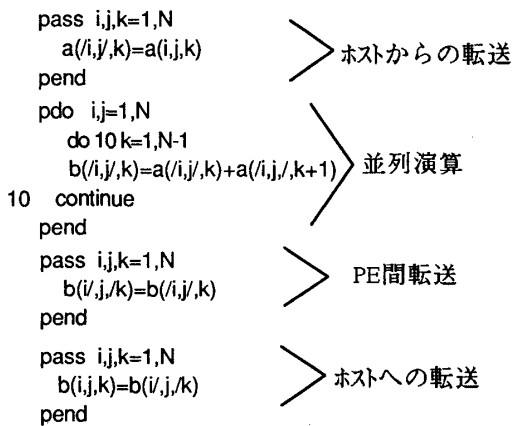 pass i,j,k=1,N
a(/i,j/,k)=a(i,j,k)
ホストからの転送
pend
pdo i,j=1,N
do 10 k=1,N-1
b(/i,j/,k)=a(/i,j/,k)+a(/i,j,/,k+1)
並列演算
10 continue
pend
pass i,j,k=1,N
b(i/,j,/k)=b(/i,j/,k)
PE間転送
pend
pass i,j,k=1,N
b(i,j,k)=b(i/,j,/k)
ホストへの転送
pend